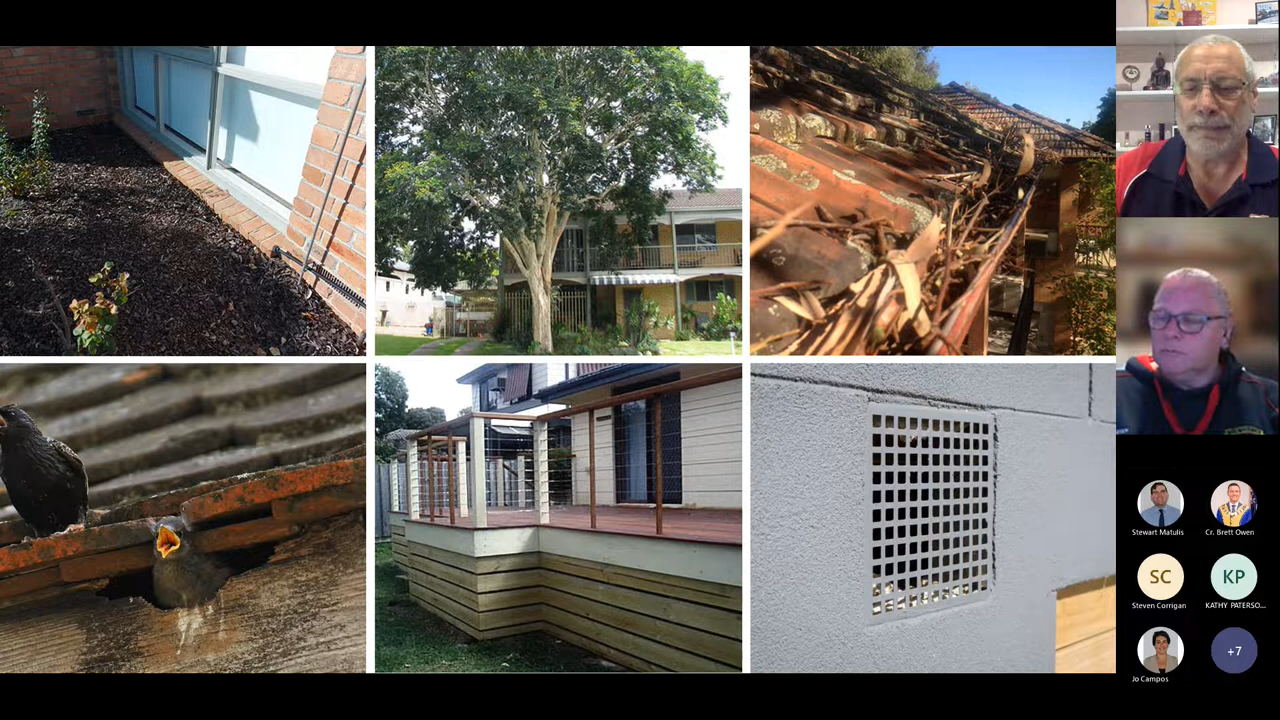 Stewart Matulis
Cr. Brett Owen
SC
KP
Steven Corrigan
KATHY PATERSO...
Jo Campos
+7